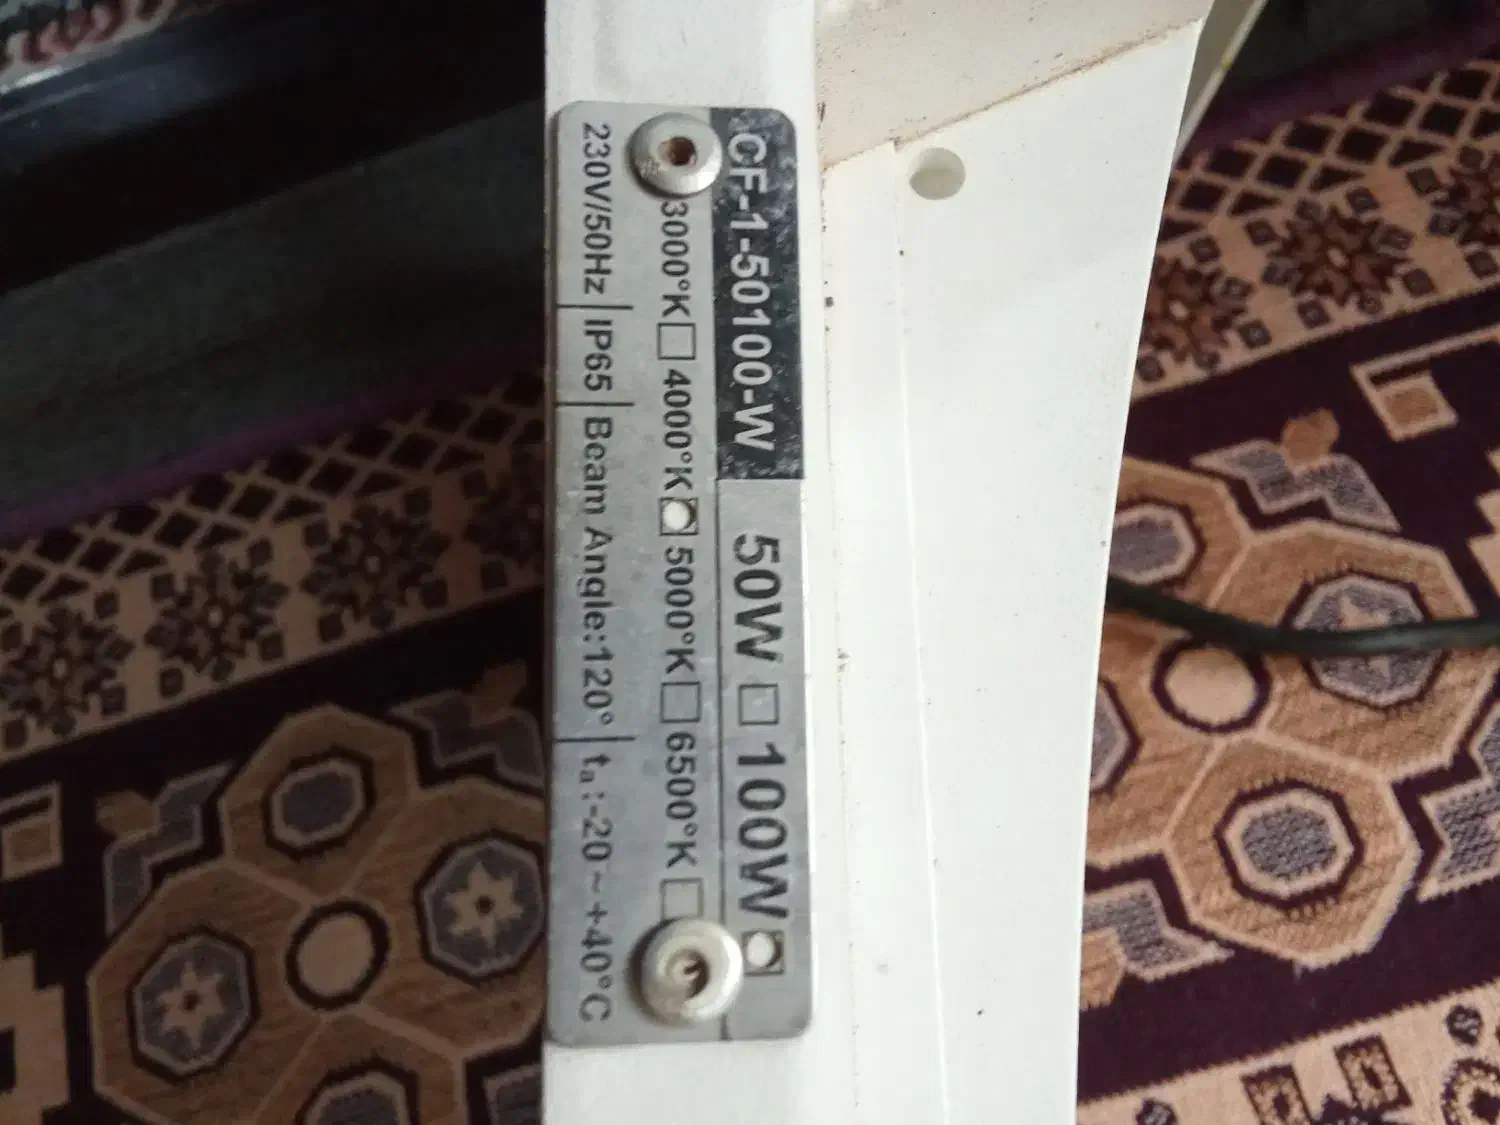 CF-1-50100-W 50W □ 100W ☑
3000°K □ 4000°K ☑ 5000°K □ 6500°K □
230V/50Hz | IP65 | Beam Angle:120° | ta:-20~+40°C